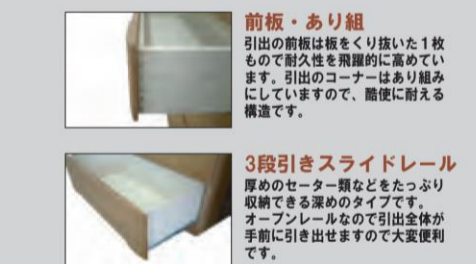 前板・あり組
引出の前板は板をくり抜いた1枚
もので耐久性を飛躍的に高めてい
ます。引出のコーナーはあり組み
にしていますので、酷使に耐える
構造です。
3段引きスライドレール
厚めのセーター類などをたっぷり
収納できる深めのタイプです。
オープンレールなので引出全体が
手前に引き出せますので大変便利
です。